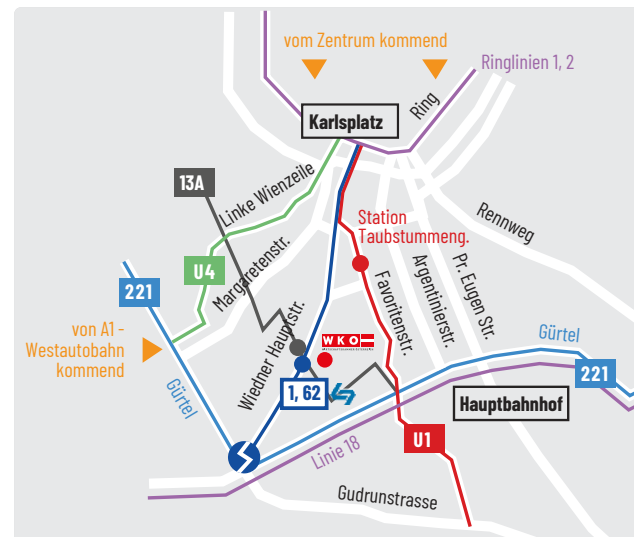 vom Zentrum kommend
Ringlinien 1, 2
Ring
Karlsplatz
13A
Linke Wienzeile
Rennweg
Station
Taubstummeng.
U4
Margaretenstr.
221
Favoritenstr.
Argentinierstr.
Pr. Eugen Str.
von A1 -
Westautobahn
kommend
Gürtel
Wiedner Hauptstr.
WKO
Gürtel
221
1, 62
Hauptbahnhof
U1
Linie 18
Gudrunstrasse